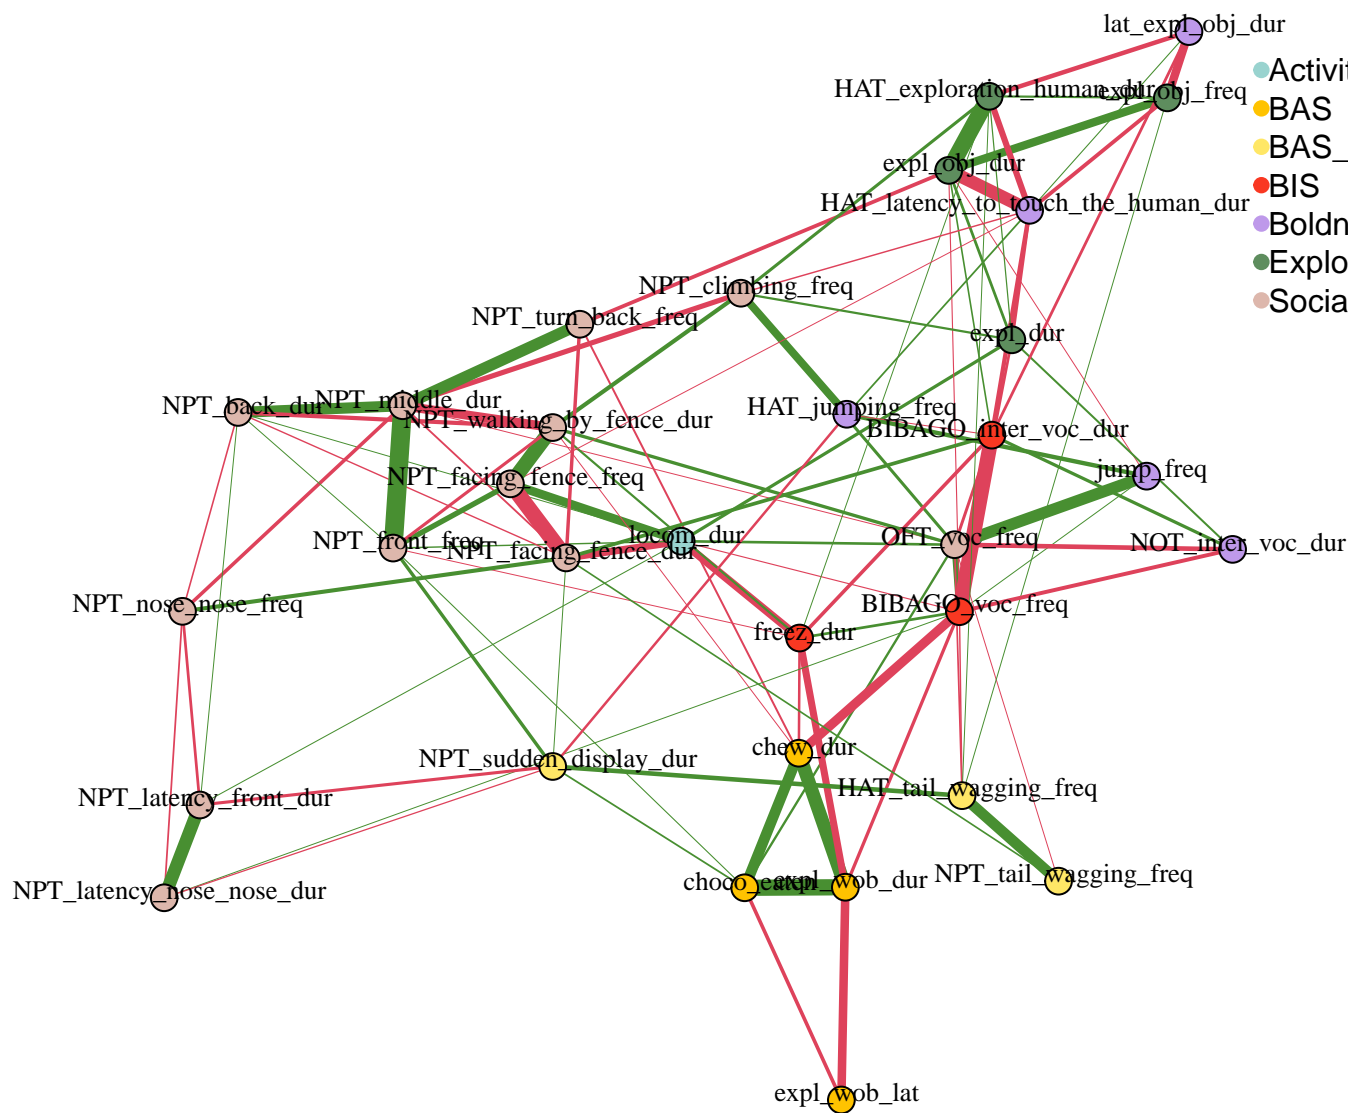 lat_expl_obj_dur
Activit
HAT_exploration_human_dur
expl_obj_freq
BAS
BAS_
expl_obj_dur
BIS
HAT_latency_to_touch_the_human_dur
Boldn
Explo
NPT_climbing_freq
Socia
NPT_turn_back_freq
expl_dur
NPT_back_dur
NPT_middle_dur
HAT_jumping_freq
NPT_walking_by_fence_dur
BIBAGO_inter_voc_dur
NPT_facing_fence_freq
jump_freq
locom_dur
OFT_voc_freq
NPT_front_freq
NPT_facing_fence_dur
NOT_inter_voc_dur
NPT_nose_nose_freq
BIBAGO_voc_freq
freez_dur
chew_dur
NPT_sudden_display_dur
HAT_tail_wagging_freq
NPT_latency_front_dur
choco_eaten
expl_wob_dur
NPT_tail_wagging_freq
NPT_latency_nose_nose_dur
expl_wob_lat